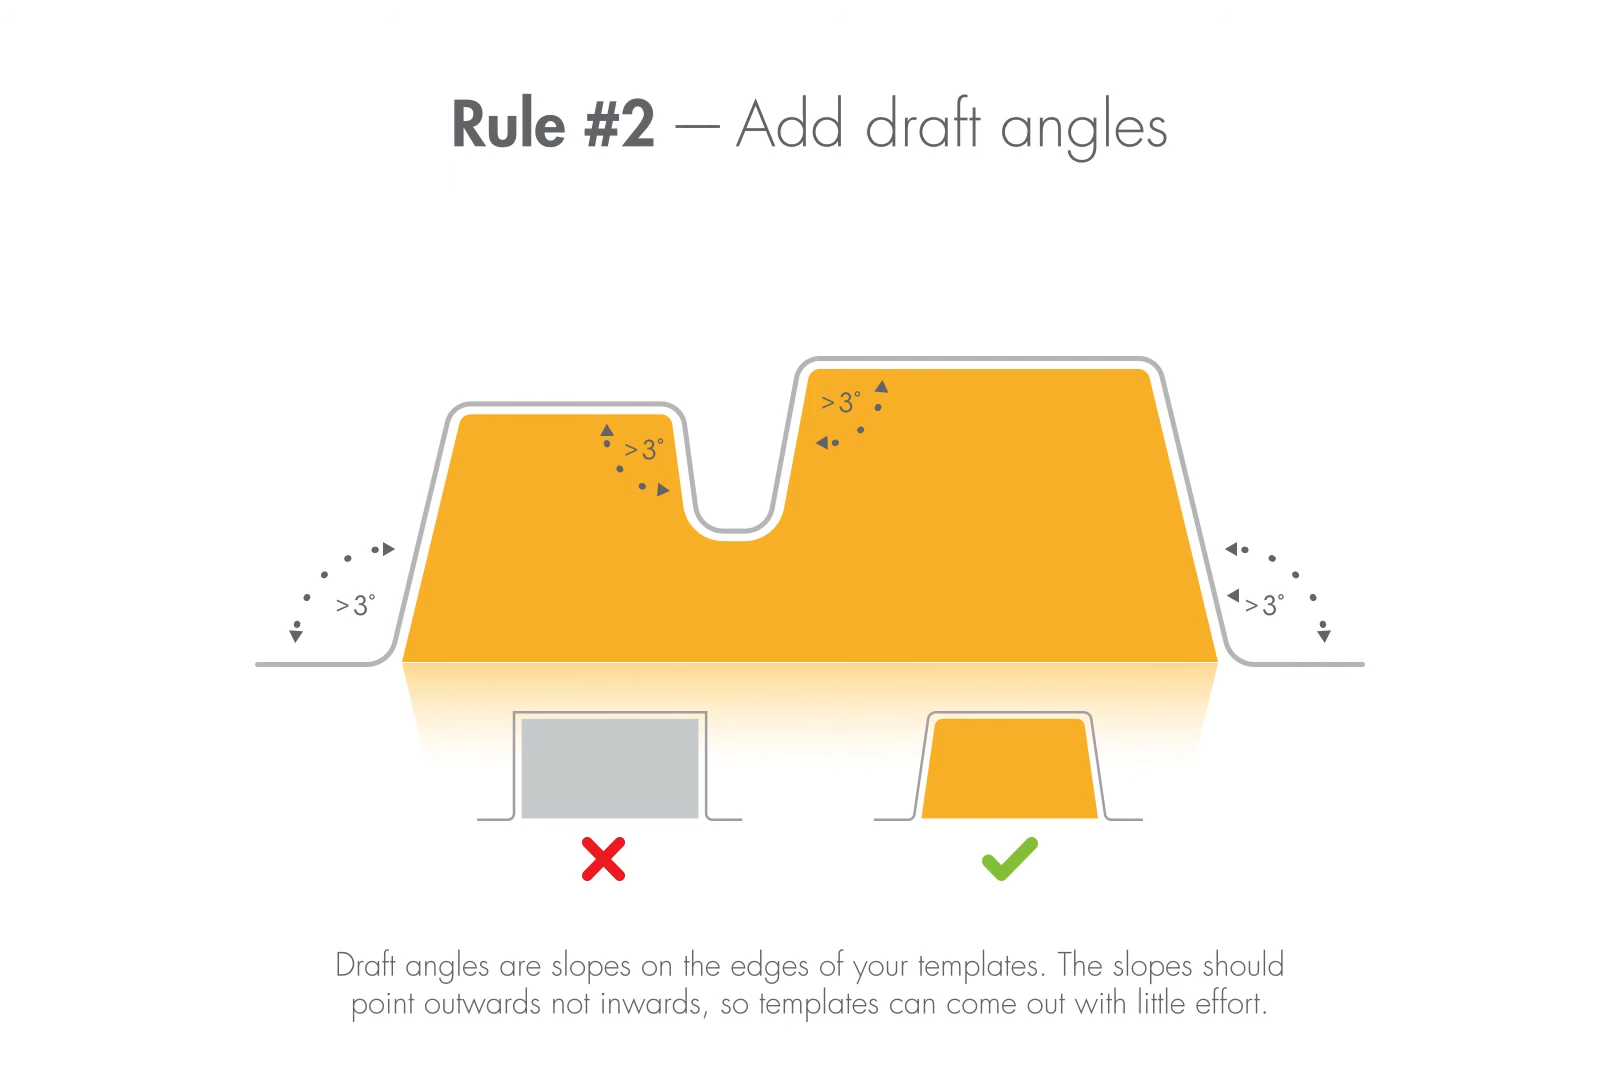 Rule #2 — Add draft angles
>3°
>3°
>3°
>3°
Draft angles are slopes on the edges of your templates. The slopes should
point outwards not inwards, so templates can come out with little effort.